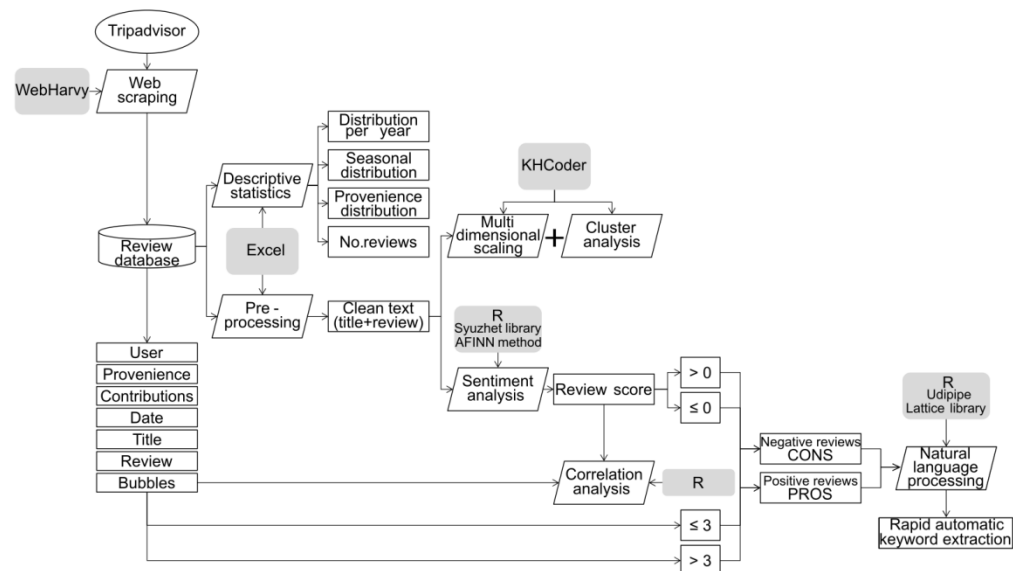 Tripadvisor
WebHarvy
Web
scraping
Distribution
per year
Seasonal
distribution
Provenience
distribution
No.reviews
Descriptive
statistics
KHCoder
Multi
dimensional
scaling
+
Cluster
analysis
Review
database
Excel
Pre -
processing
Clean text
(title+review)
R
Syuzhet library
AFINN method
User
Provenience
Contributions
Date
Title
Review
Bubbles
Sentiment
analysis
Review score
> 0
≤ 0
R
Udipipe
Lattice library
Negative reviews
CONS
Positive reviews
PROS
Natural
language
processing
Correlation
analysis
R
≤ 3
> 3
Rapid automatic
keyword extraction